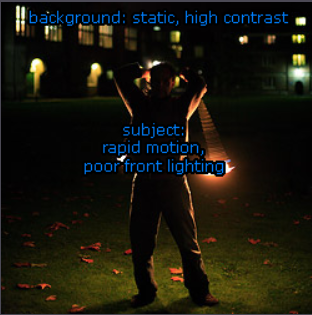 background: static, high contrast
subject:
rapid motion,
poor front lighting